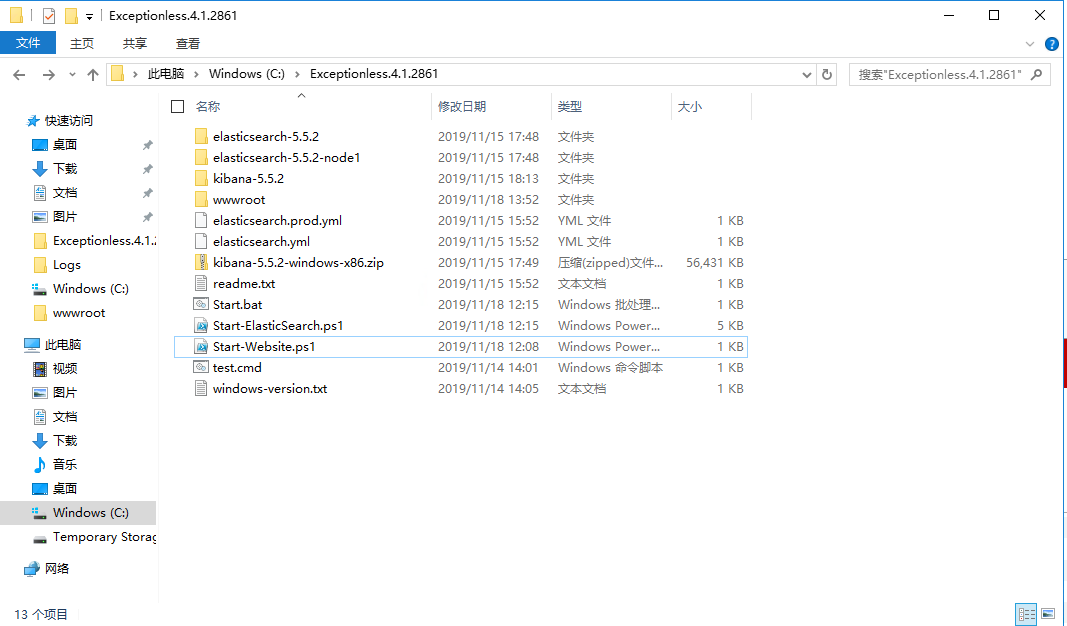 Exceptionless.4.1.2861
文件 主页 共享 查看
此电脑 Windows (C:) Exceptionless.4.1.2861 搜索"Exceptionless.4.1.2861"
名称 修改日期 类型 大小
快速访问
桌面
下载
文档
图片
Exceptionless.4.1.2
Logs
Windows (C:)
wwwroot
此电脑
视频
图片
文档
下载
音乐
桌面
Windows (C:)
Temporary Storag
网络
elasticsearch-5.5.2 2019/11/15 17:48 文件夹
elasticsearch-5.5.2-node1 2019/11/15 17:48 文件夹
kibana-5.5.2 2019/11/15 18:13 文件夹
wwwroot 2019/11/18 13:52 文件夹
elasticsearch.prod.yml 2019/11/15 15:52 YML 文件 1 KB
elasticsearch.yml 2019/11/15 15:52 YML 文件 1 KB
kibana-5.5.2-windows-x86.zip 2019/11/15 17:49 压缩(zipped)文件... 56,431 KB
readme.txt 2019/11/15 15:52 文本文档 1 KB
Start.bat 2019/11/18 12:15 Windows 批处理... 1 KB
Start-ElasticSearch.ps1 2019/11/18 12:15 Windows Power... 5 KB
Start-Website.ps1 2019/11/18 12:08 Windows Power... 1 KB
test.cmd 2019/11/14 14:01 Windows 命令脚本 1 KB
windows-version.txt 2019/11/14 14:05 文本文档 1 KB
13 个项目